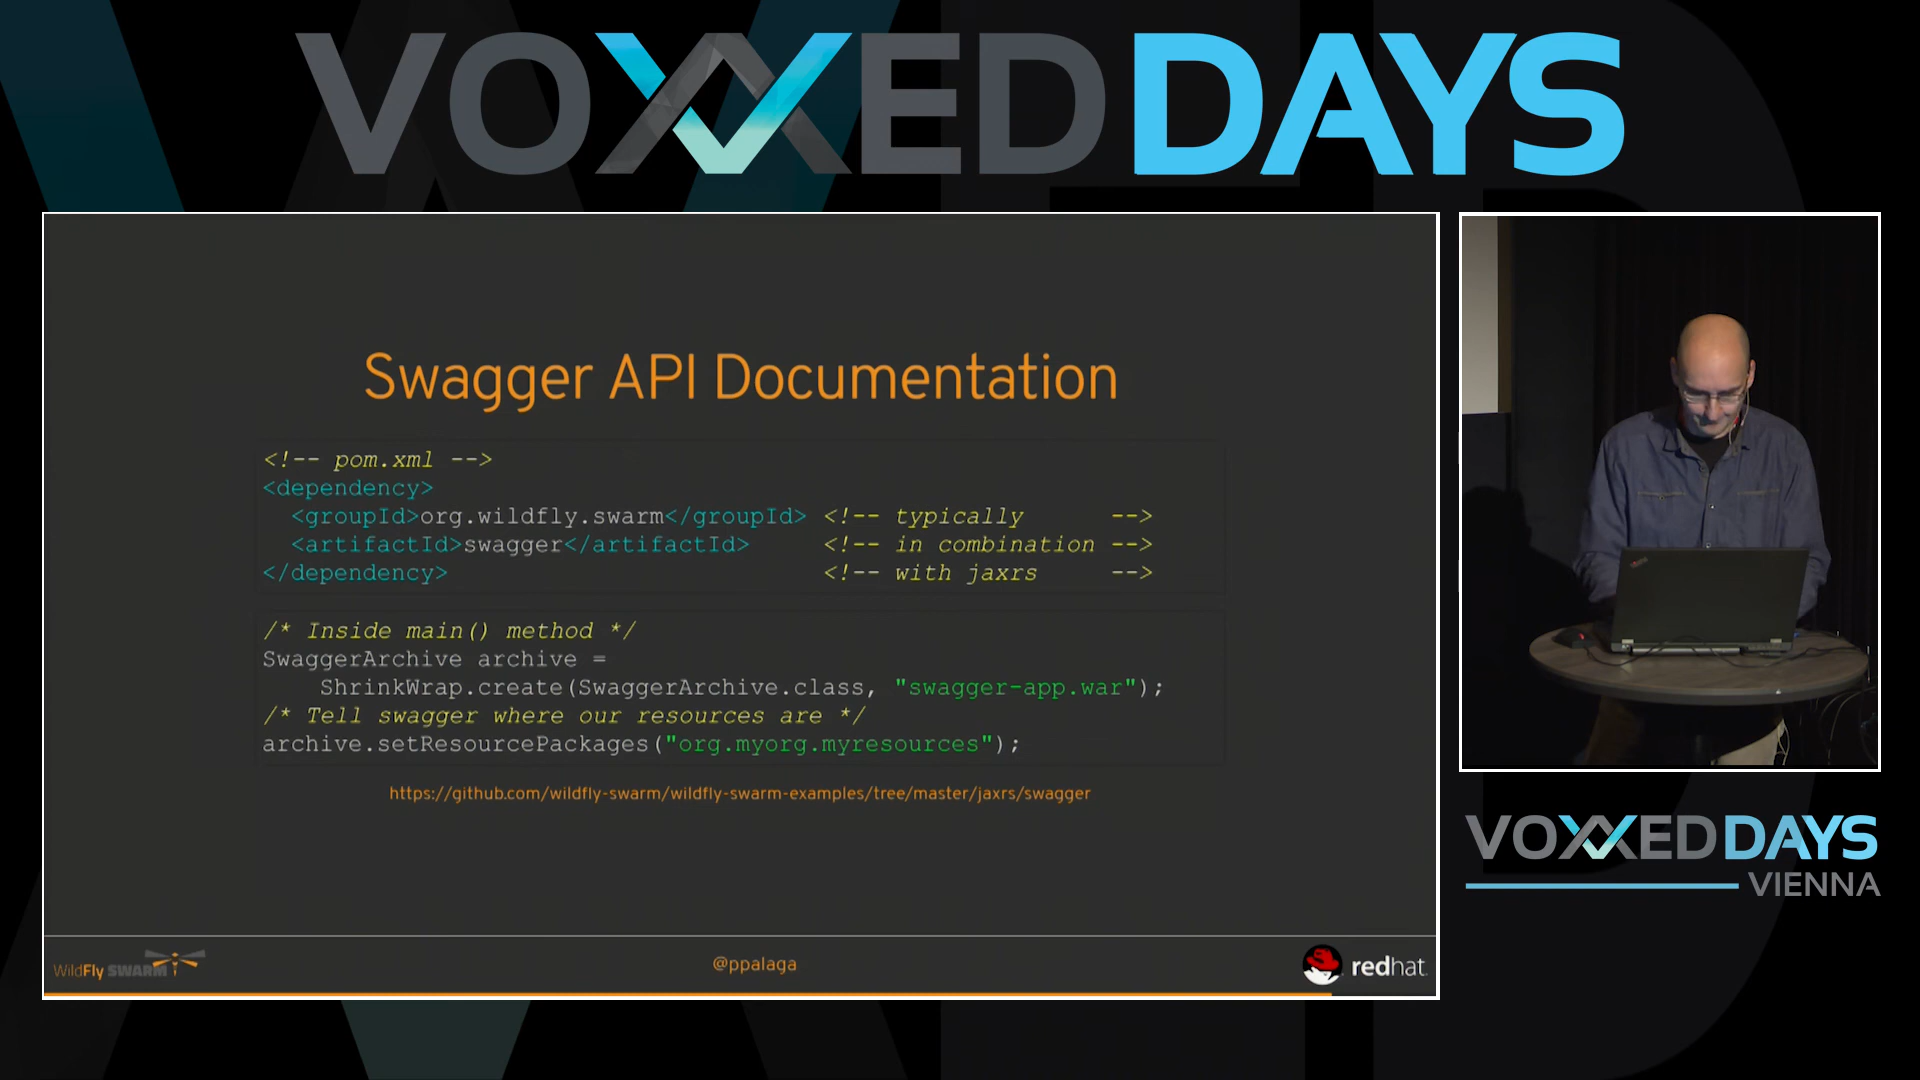 VOXXED DAYS
Swagger API Documentation
<!-- pom.xml -->
<dependency>
  <groupId>org.wildfly.swarm</groupId> <!-- typically      -->
  <artifactId>swagger</artifactId>     <!-- in combination -->
</dependency>                          <!-- with jaxrs     -->
/* Inside main() method */
SwaggerArchive archive =
    ShrinkWrap.create(SwaggerArchive.class, "swagger-app.war");
/* Tell swagger where our resources are */
archive.setResourcePackages("org.myorg.myresources");
https://github.com/wildfly-swarm/wildfly-swarm-examples/tree/master/jaxrs/swagger
WildFly SWARM
@ppalaga
redhat.
VOXXED DAYS
VIENNA